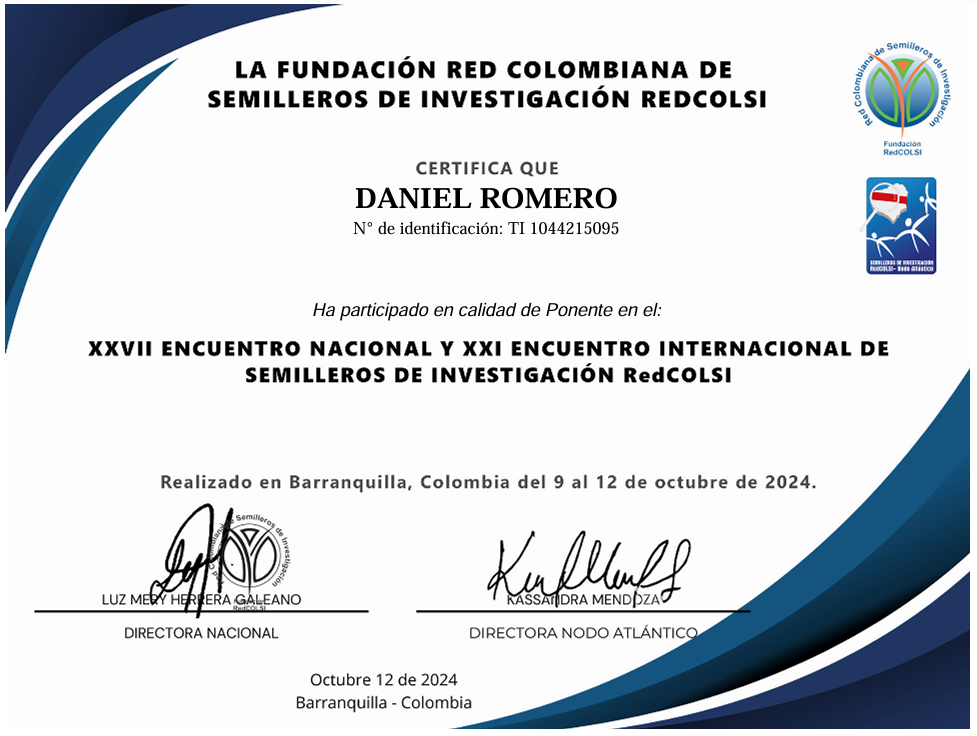 LA FUNDACIÓN RED COLOMBIANA DE
SEMILLEROS DE INVESTIGACIÓN REDCOLSI
Red Colombiana de Semilleros de Investigación
Fundación
RedCOLSI
CERTIFICA QUE
DANIEL ROMERO
N° de identificación: TI 1044215095
SEMILLEROS DE INVESTIGACIÓN
RedCOLSI- Nodo Atlántico
Ha participado en calidad de Ponente en el:
XXVII ENCUENTRO NACIONAL Y XXI ENCUENTRO INTERNACIONAL DE
SEMILLEROS DE INVESTIGACIÓN RedCOLSI
Realizado en Barranquilla, Colombia del 9 al 12 de octubre de 2024.
de Semilleros de Investigación
RedCOLSI
LUZ MERY HERRERA GALEANO
DIRECTORA NACIONAL
KASSANDRA MENDOZA
DIRECTORA NODO ATLÁNTICO
Octubre 12 de 2024
Barranquilla - Colombia